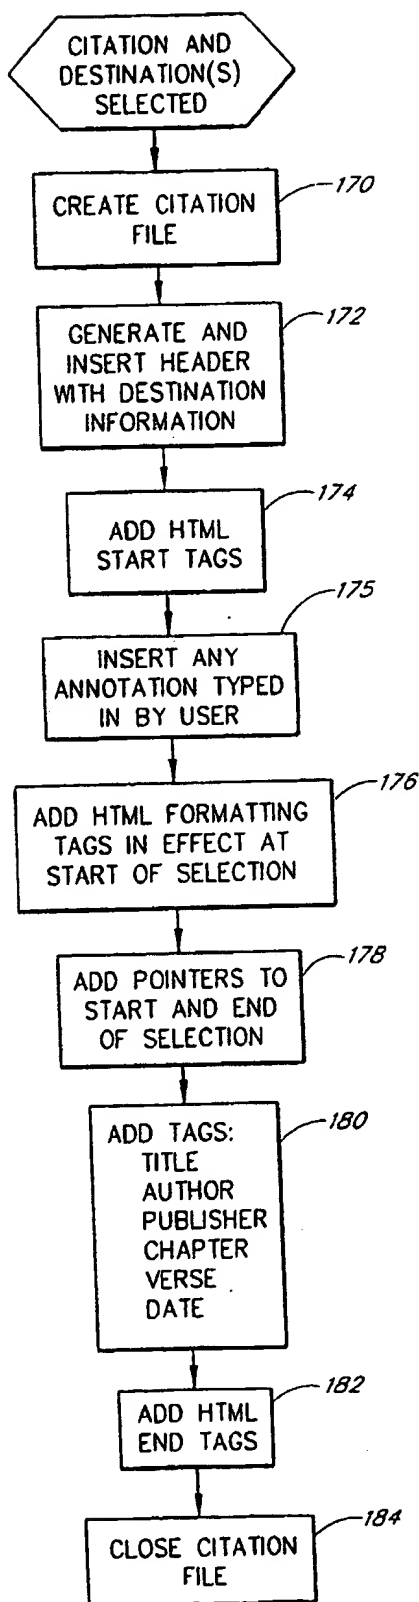 CITATION AND
DESTINATION(S)
SELECTED
170
CREATE CITATION
FILE
172
GENERATE AND
INSERT HEADER
WITH DESTINATION
INFORMATION
174
ADD HTML
START TAGS
175
INSERT ANY
ANNOTATION TYPED
IN BY USER
176
ADD HTML FORMATTING
TAGS IN EFFECT AT
START OF SELECTION
178
ADD POINTERS TO
START AND END
OF SELECTION
180
ADD TAGS:
TITLE
AUTHOR
PUBLISHER
CHAPTER
VERSE
DATE
182
ADD HTML
END TAGS
184
CLOSE CITATION
FILE